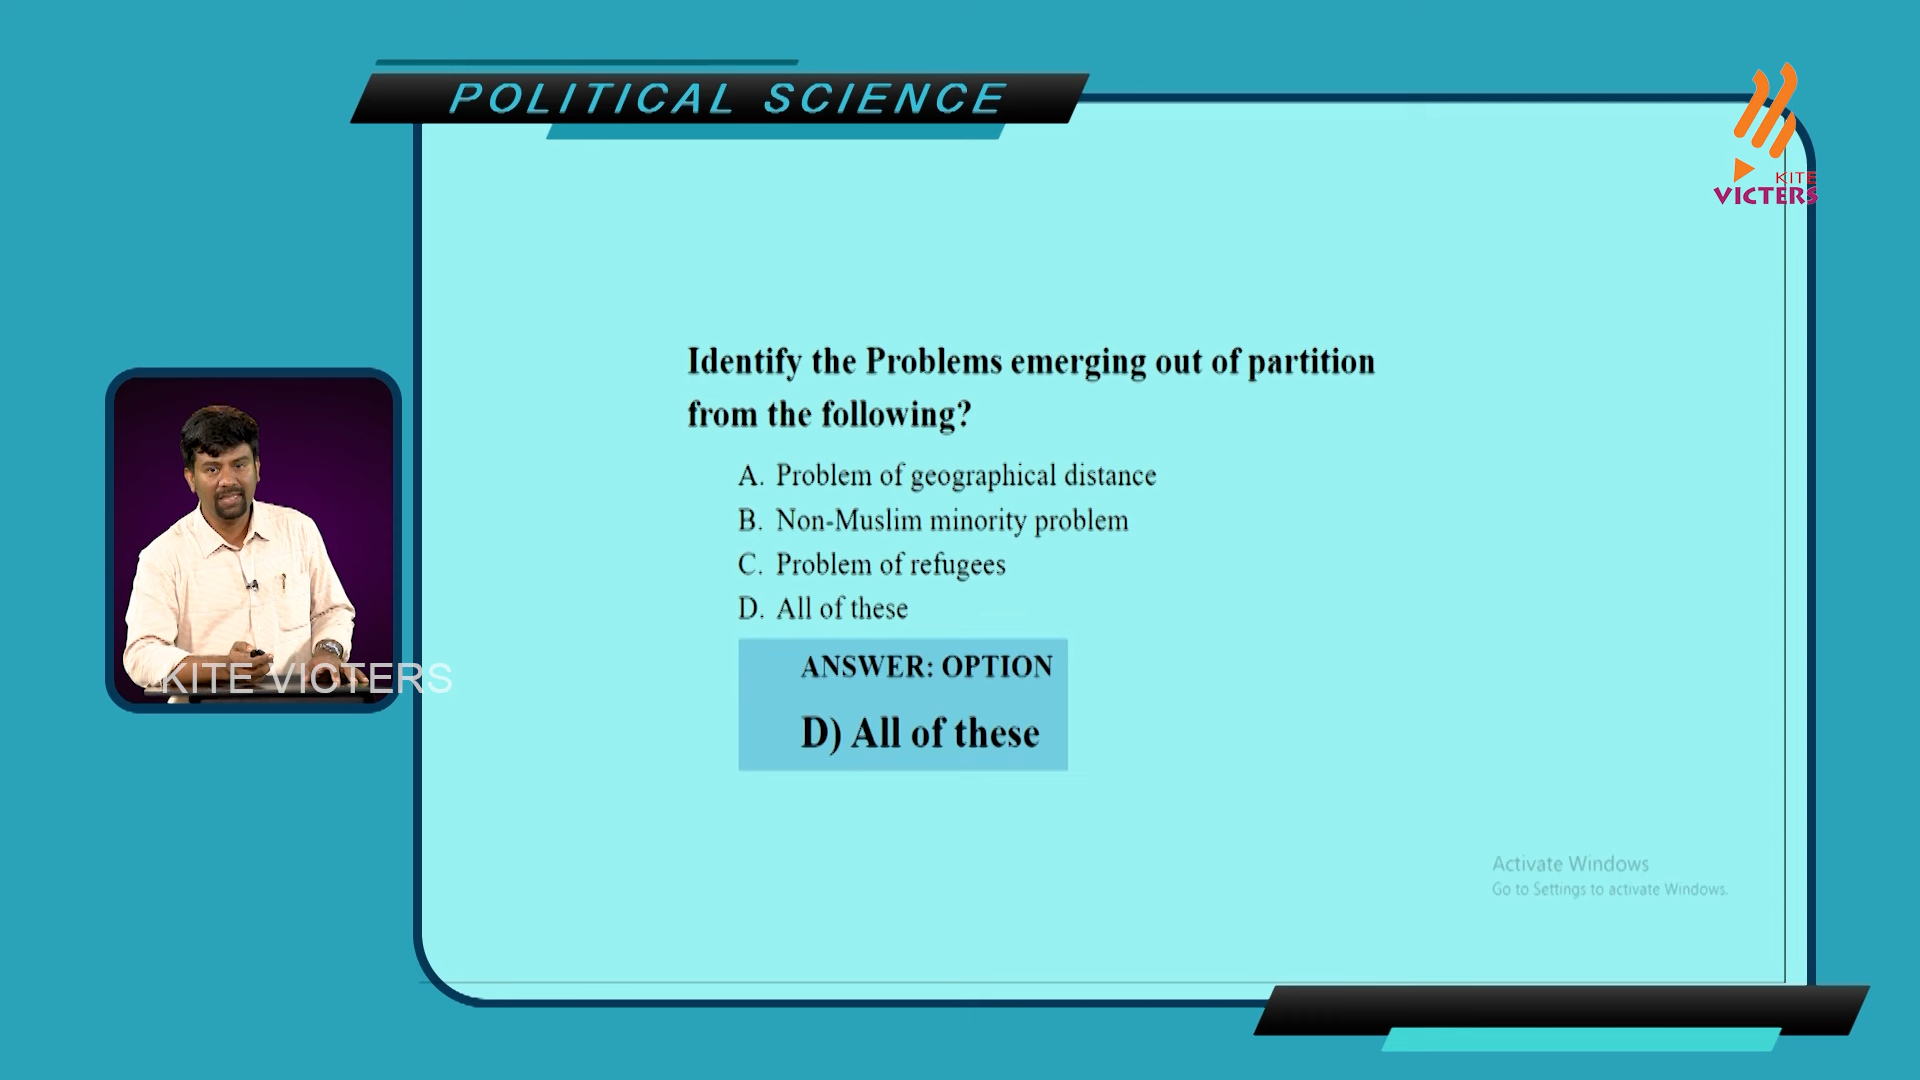 POLITICAL SCIENCE
KITE
VICTERS
Identify the Problems emerging out of partition
from the following?
A. Problem of geographical distance
B. Non-Muslim minority problem
C. Problem of refugees
D. All of these
ANSWER: OPTION
D) All of these
KITE VICTERS
Activate Windows
Go to Settings to activate Windows.